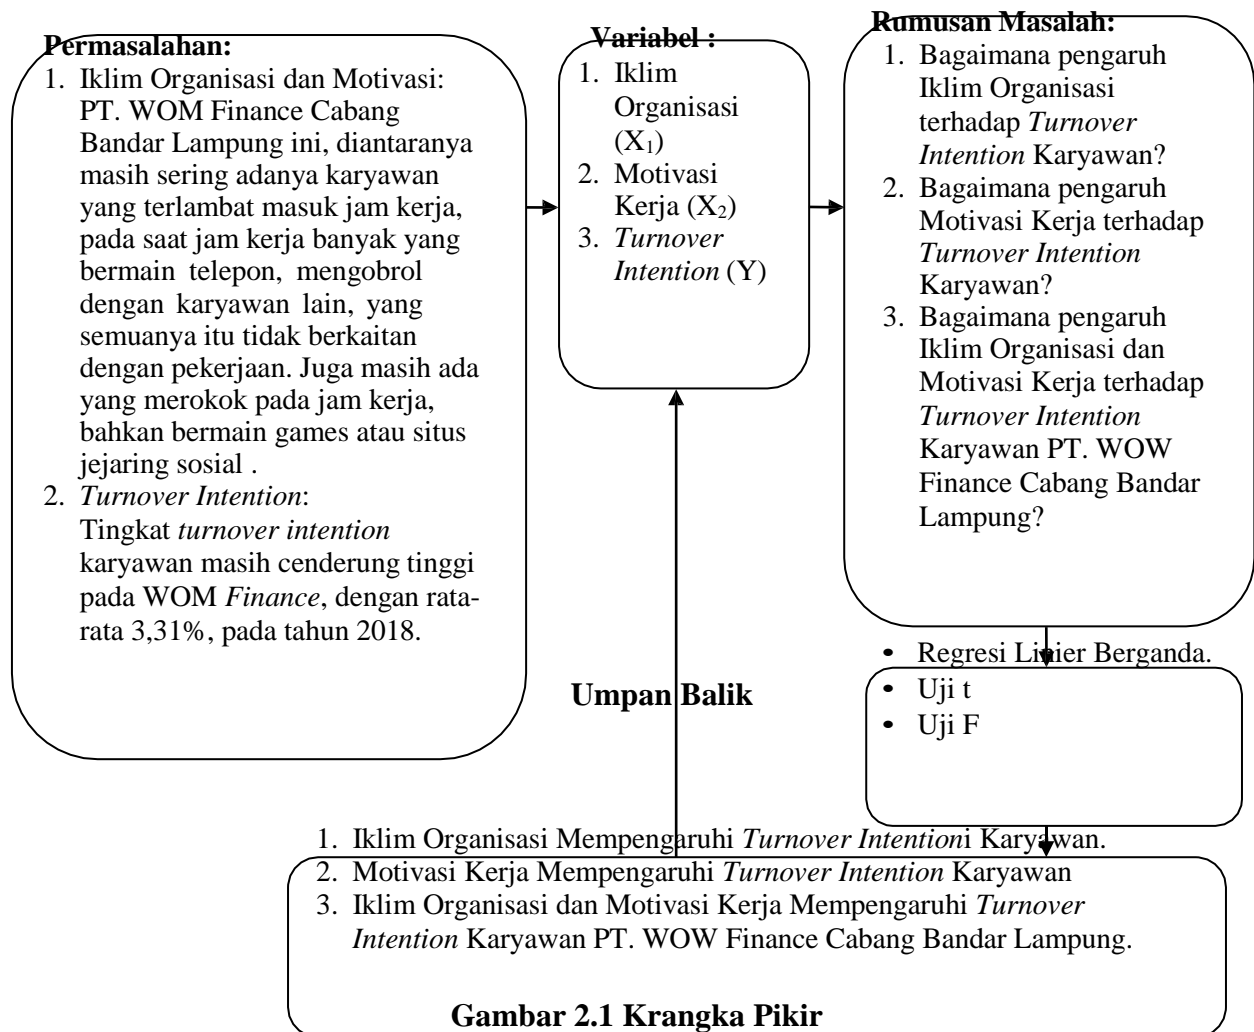 Permasalahan:
1. Iklim Organisasi dan Motivasi:
PT. WOM Finance Cabang
Bandar Lampung ini, diantaranya
masih sering adanya karyawan
yang terlambat masuk jam kerja,
pada saat jam kerja banyak yang
bermain telepon, mengobrol
dengan karyawan lain, yang
semuanya itu tidak berkaitan
dengan pekerjaan. Juga masih ada
yang merokok pada jam kerja,
bahkan bermain games atau situs
jejaring sosial .
2. Turnover Intention:
Tingkat turnover intention
karyawan masih cenderung tinggi
pada WOM Finance, dengan rata-
rata 3,31%, pada tahun 2018.
Variabel :
1. Iklim
Organisasi
(X₁)
2. Motivasi
Kerja (X₂)
3. Turnover
Intention (Y)
Rumusan Masalah:
1. Bagaimana pengaruh
Iklim Organisasi
terhadap Turnover
Intention Karyawan?
2. Bagaimana pengaruh
Motivasi Kerja terhadap
Turnover Intention
Karyawan?
3. Bagaimana pengaruh
Iklim Organisasi dan
Motivasi Kerja terhadap
Turnover Intention
Karyawan PT. WOW
Finance Cabang Bandar
Lampung?
• Regresi Linier Berganda.
• Uji t
• Uji F
Umpan Balik
1. Iklim Organisasi Mempengaruhi Turnover Intentioni Karyawan.
2. Motivasi Kerja Mempengaruhi Turnover Intention Karyawan
3. Iklim Organisasi dan Motivasi Kerja Mempengaruhi Turnover
Intention Karyawan PT. WOW Finance Cabang Bandar Lampung.
Gambar 2.1 Krangka Pikir